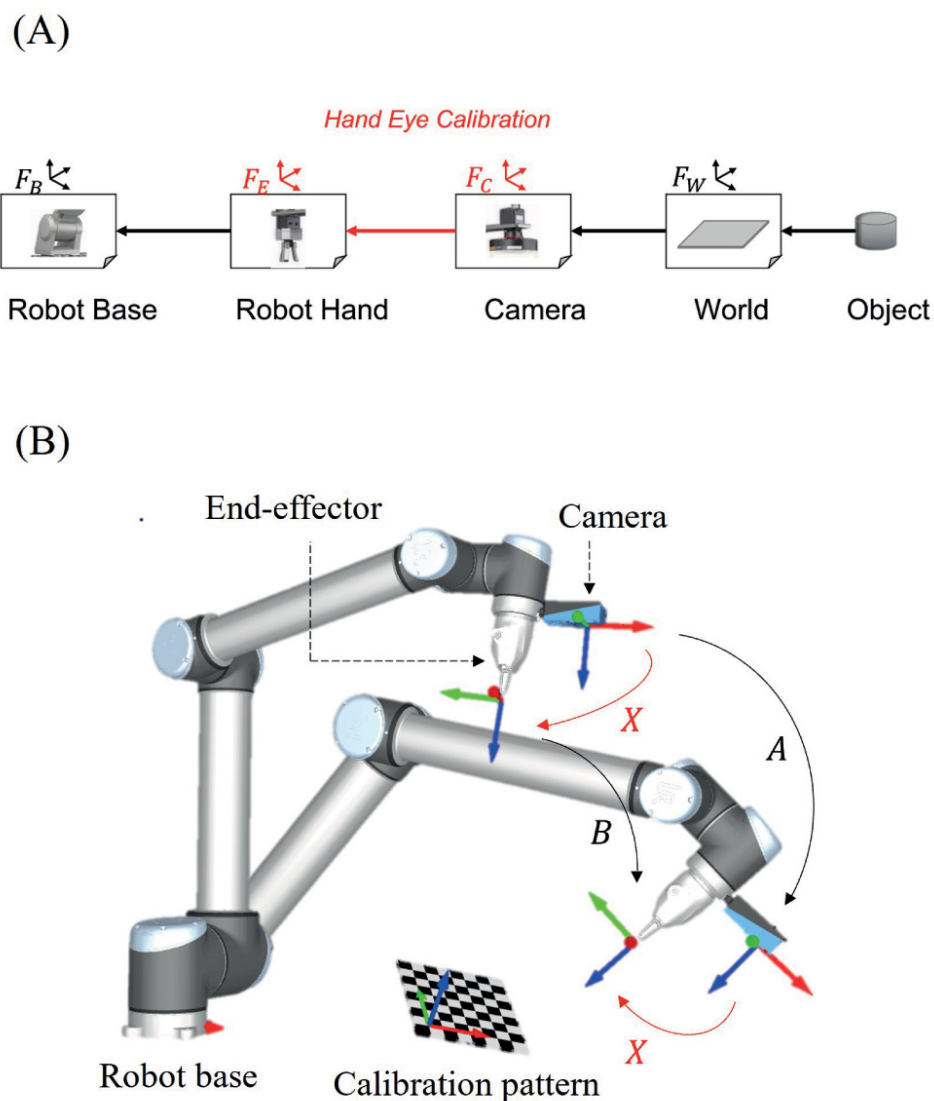 (A)
Hand Eye Calibration
F_B F_E F_C F_W
Robot Base Robot Hand Camera World Object
(B)
End-effector Camera
X
A
B
X
Robot base
Calibration pattern